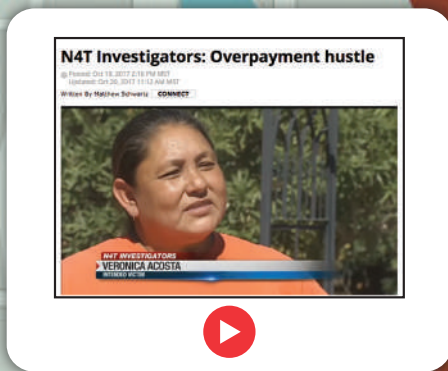 N4T Investigators: Overpayment hustle
Posted: Oct 19, 2017 2:16 PM MST
Updated: Oct 20, 2017 11:12 AM MST
Written By Matthew Schwartz CONNECT
N4T INVESTIGATORS
VERONICA ACOSTA
INTENDED VICTIM